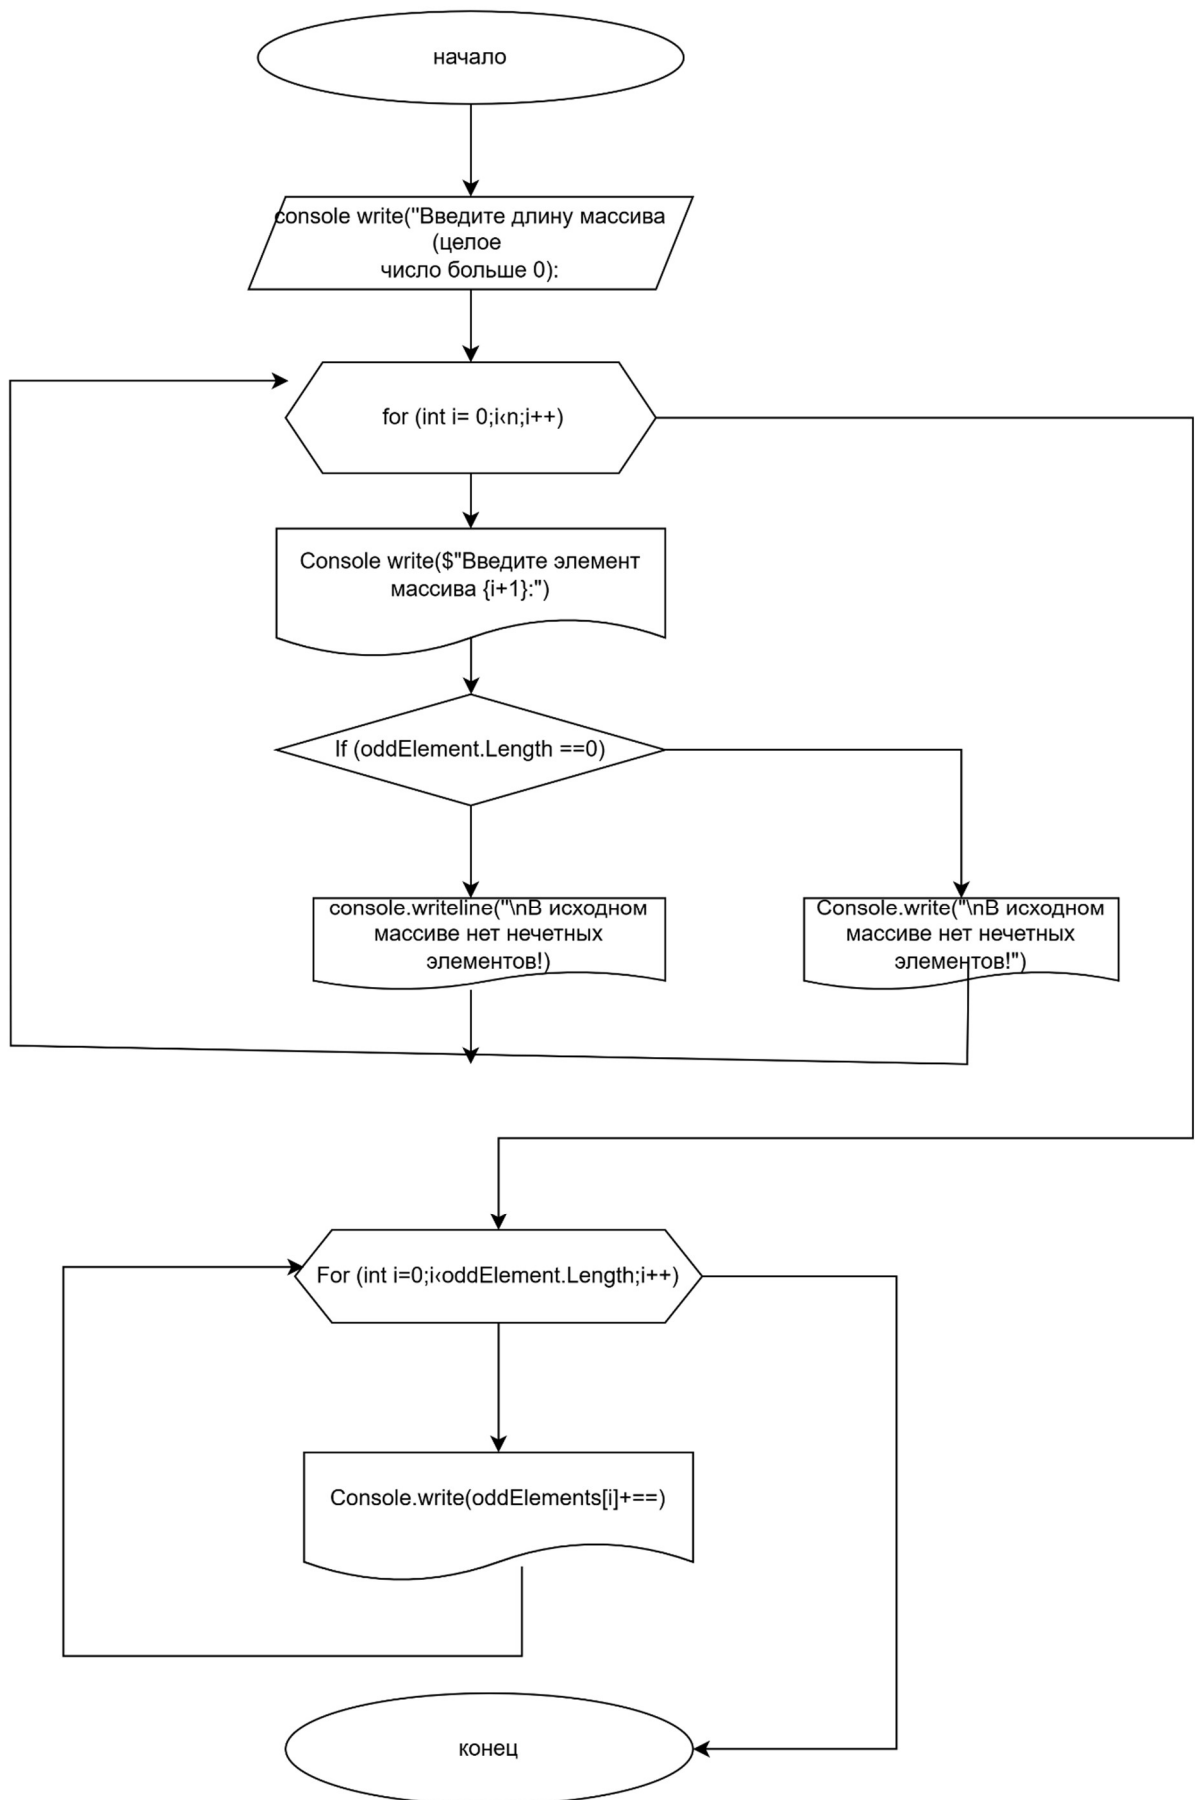 начало
console write("Введите длину массива
(целое
число больше 0):
for (int i= 0;i‹n;i++)
Console write($"Введите элемент
массива {i+1}:")
If (oddElement.Length ==0)
console.writeline("\nВ исходном
массиве нет нечетных
элементов!)
Console.write("\nВ исходном
массиве нет нечетных
элементов!")
For (int i=0;i‹oddElement.Length;i++)
Console.write(oddElements[i]+==)
конец